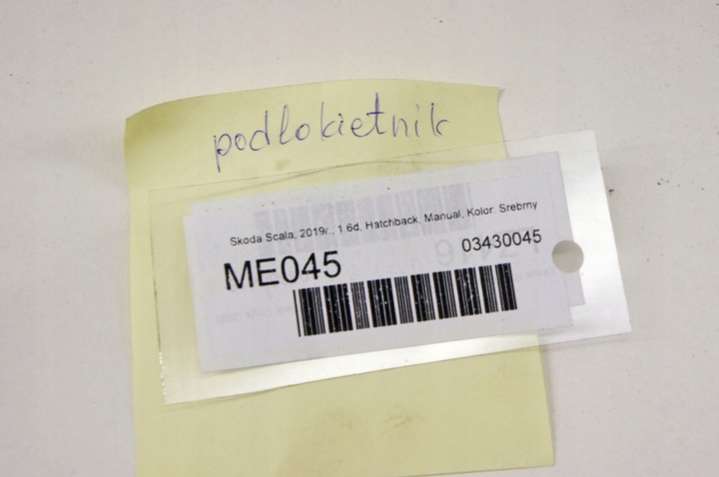 podłokietnik
Skoda Scala, 2019r., 1.6d, Hatchback, Manual, Kolor: Srebrny
03430045
ME045